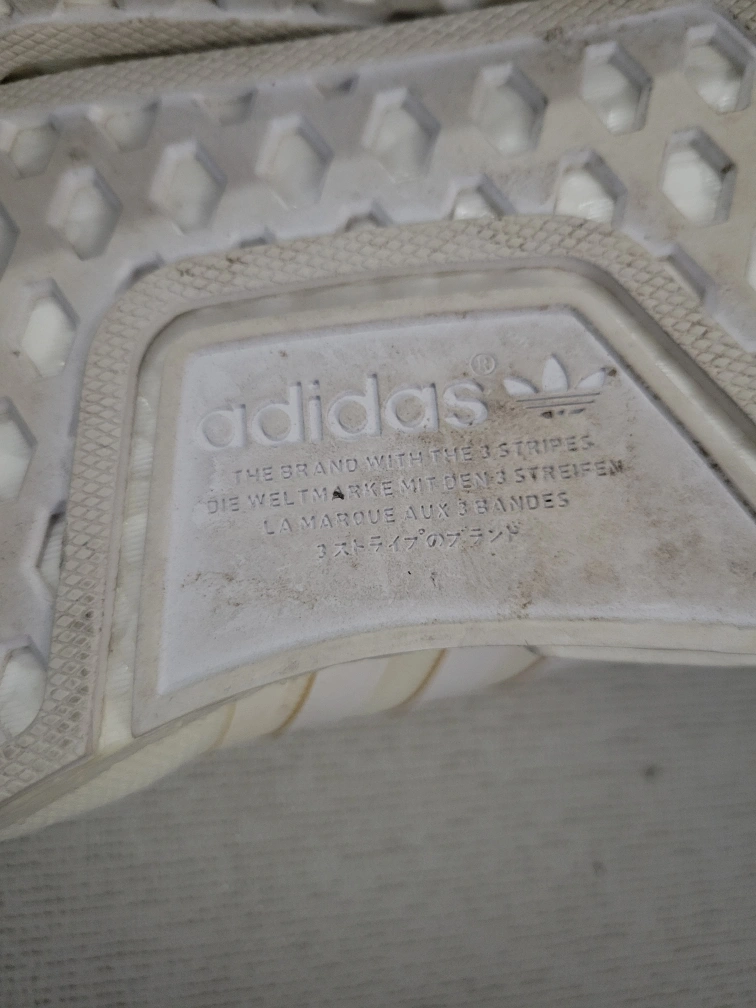 adidas®
THE BRAND WITH THE 3 STRIPES
DIE WELTMARKE MIT DEN 3 STREIFEN
LA MARQUE AUX 3 BANDES
3ストライプのブランド